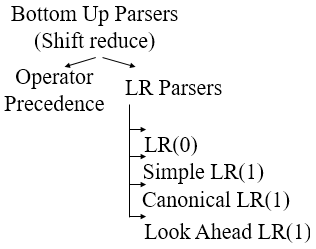 Bottom Up Parsers
(Shift reduce)
Operator
Precedence
LR Parsers
LR(0)
Simple LR(1)
Canonical LR(1)
Look Ahead LR(1)